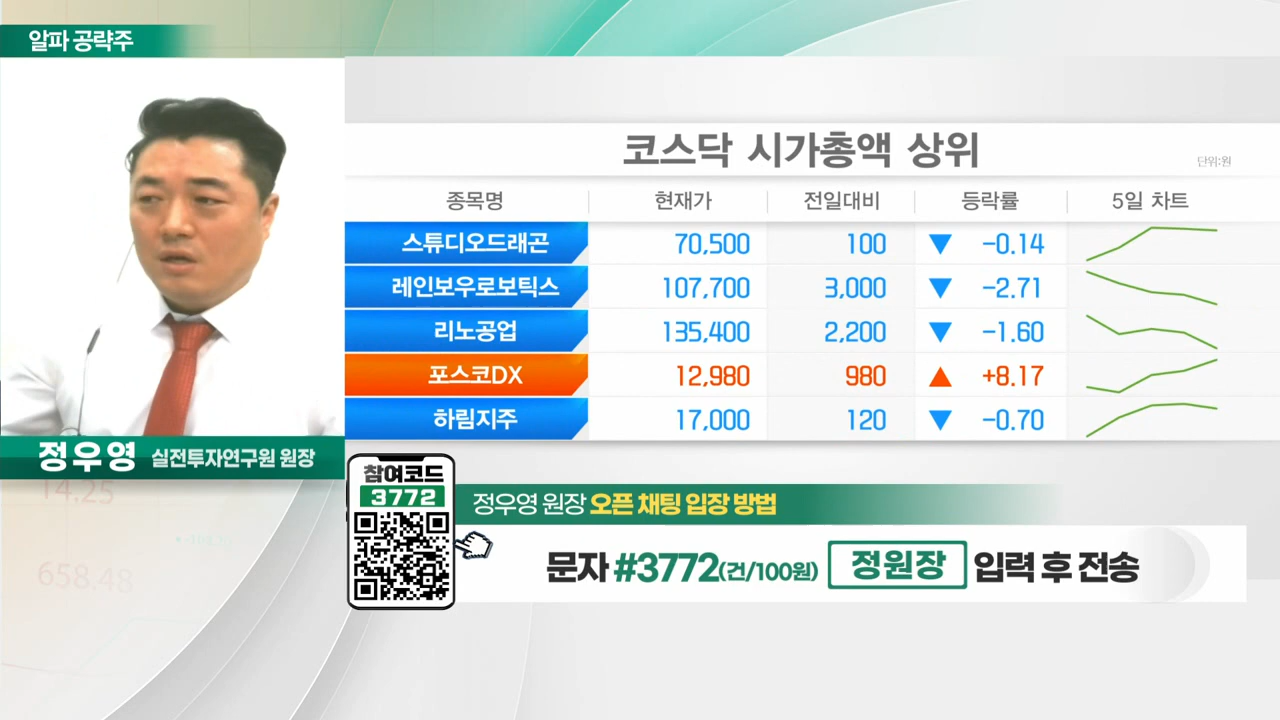 알파 공략주
코스닥 시가총액 상위
단위:원
종목명 현재가 전일대비 등락률 5일 차트
스튜디오드래곤 70,500 100 ▼ -0.14
레인보우로보틱스 107,700 3,000 ▼ -2.71
리노공업 135,400 2,200 ▼ -1.60
포스코DX 12,980 980 ▲ +8.17
하림지주 17,000 120 ▼ -0.70
정우영 실전투자연구원 원장
14.25
658.48
참여코드
3772
정우영 원장 오픈 채팅 입장 방법
문자 #3772(건/100원) 정원장 입력 후 전송